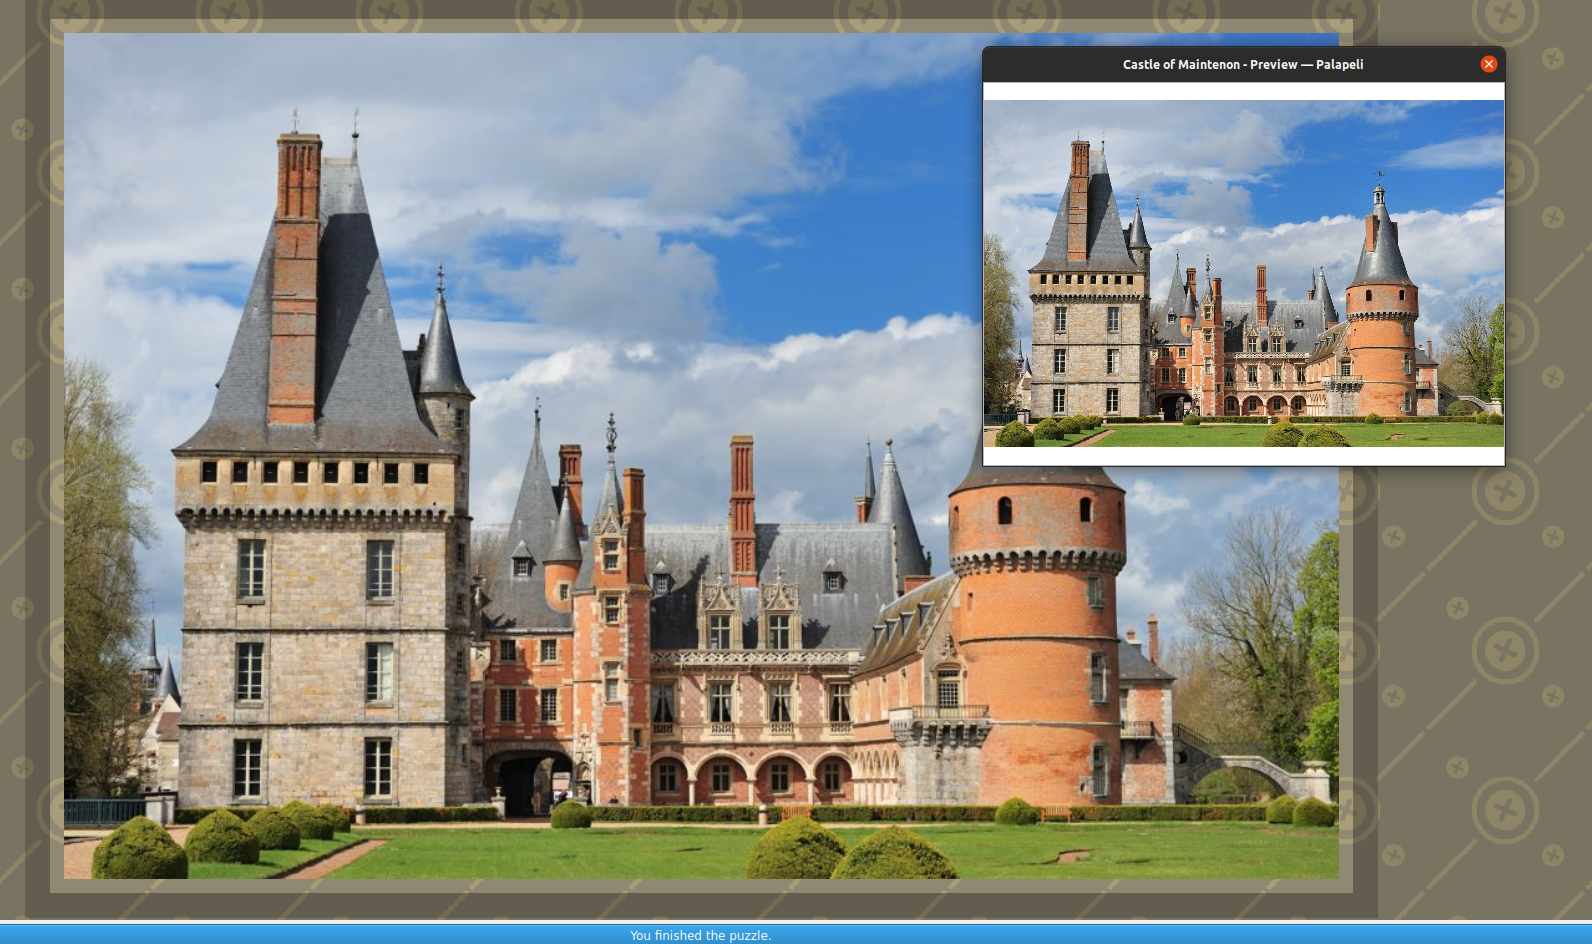 Castle of Maintenon - Preview — Palapeli
You finished the puzzle.